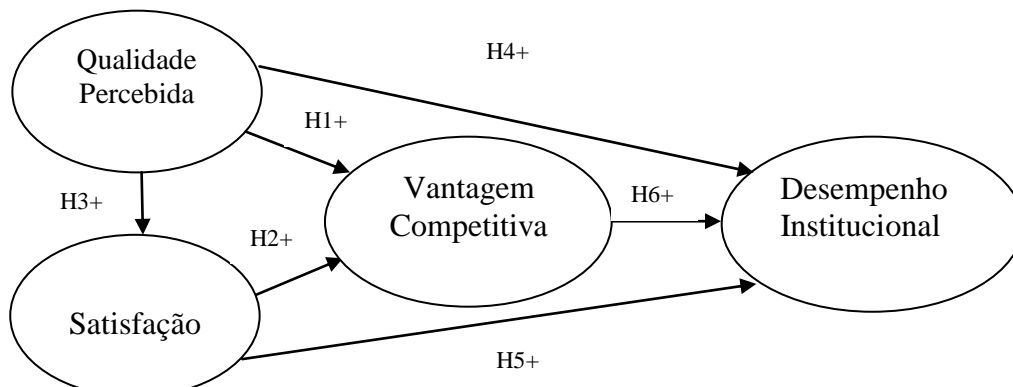 Qualidade
Percebida
H4+
H1+
H3+
Vantagem
Competitiva
H6+
Desempenho
Institucional
H2+
Satisfação
H5+